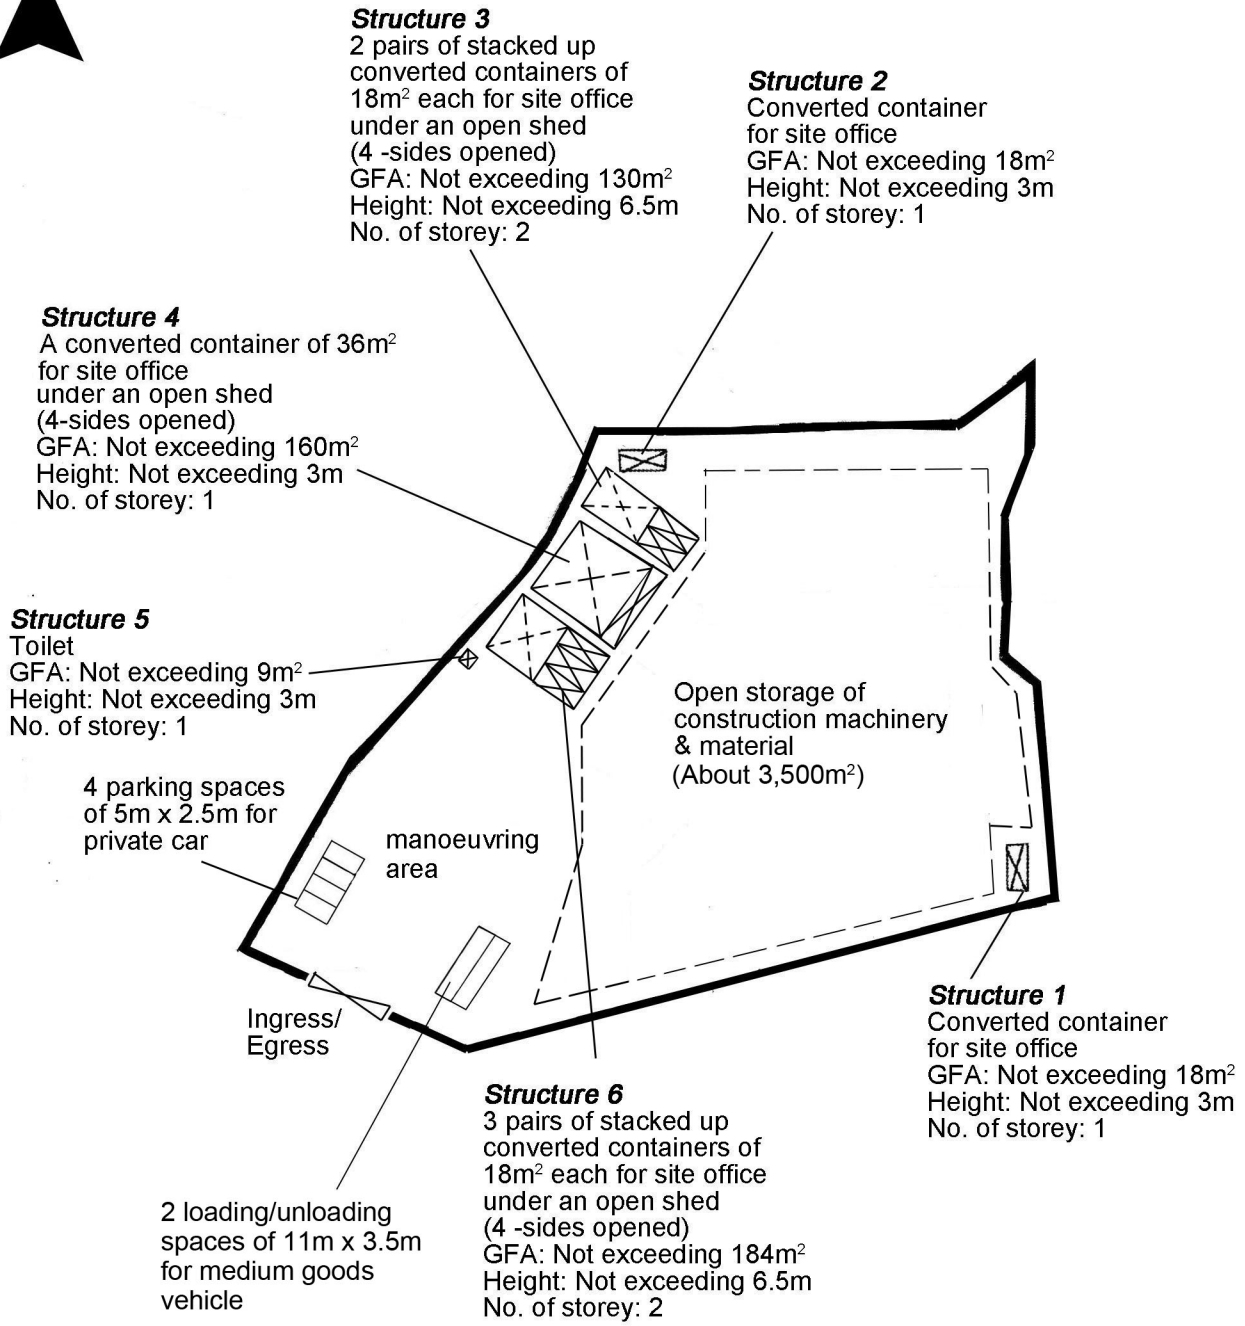 Structure 3
2 pairs of stacked up
converted containers of
18m² each for site office
under an open shed
(4 -sides opened)
GFA: Not exceeding 130m²
Height: Not exceeding 6.5m
No. of storey: 2
Structure 2
Converted container
for site office
GFA: Not exceeding 18m²
Height: Not exceeding 3m
No. of storey: 1
Structure 4
A converted container of 36m²
for site office
under an open shed
(4-sides opened)
GFA: Not exceeding 160m²
Height: Not exceeding 3m
No. of storey: 1
Structure 5
Toilet
GFA: Not exceeding 9m²
Height: Not exceeding 3m
No. of storey: 1
Open storage of
construction machinery
& material
(About 3,500m²)
4 parking spaces
of 5m x 2.5m for
private car
manoeuvring
area
Ingress/
Egress
Structure 1
Converted container
for site office
GFA: Not exceeding 18m²
Height: Not exceeding 3m
No. of storey: 1
Structure 6
3 pairs of stacked up
converted containers of
18m² each for site office
under an open shed
(4 -sides opened)
GFA: Not exceeding 184m²
Height: Not exceeding 6.5m
No. of storey: 2
2 loading/unloading
spaces of 11m x 3.5m
for medium goods
vehicle